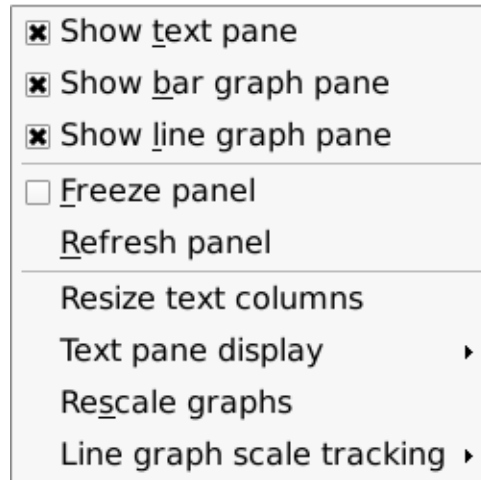 Show text pane
Show bar graph pane
Show line graph pane
Freeze panel
Refresh panel
Resize text columns
Text pane display
Rescale graphs
Line graph scale tracking